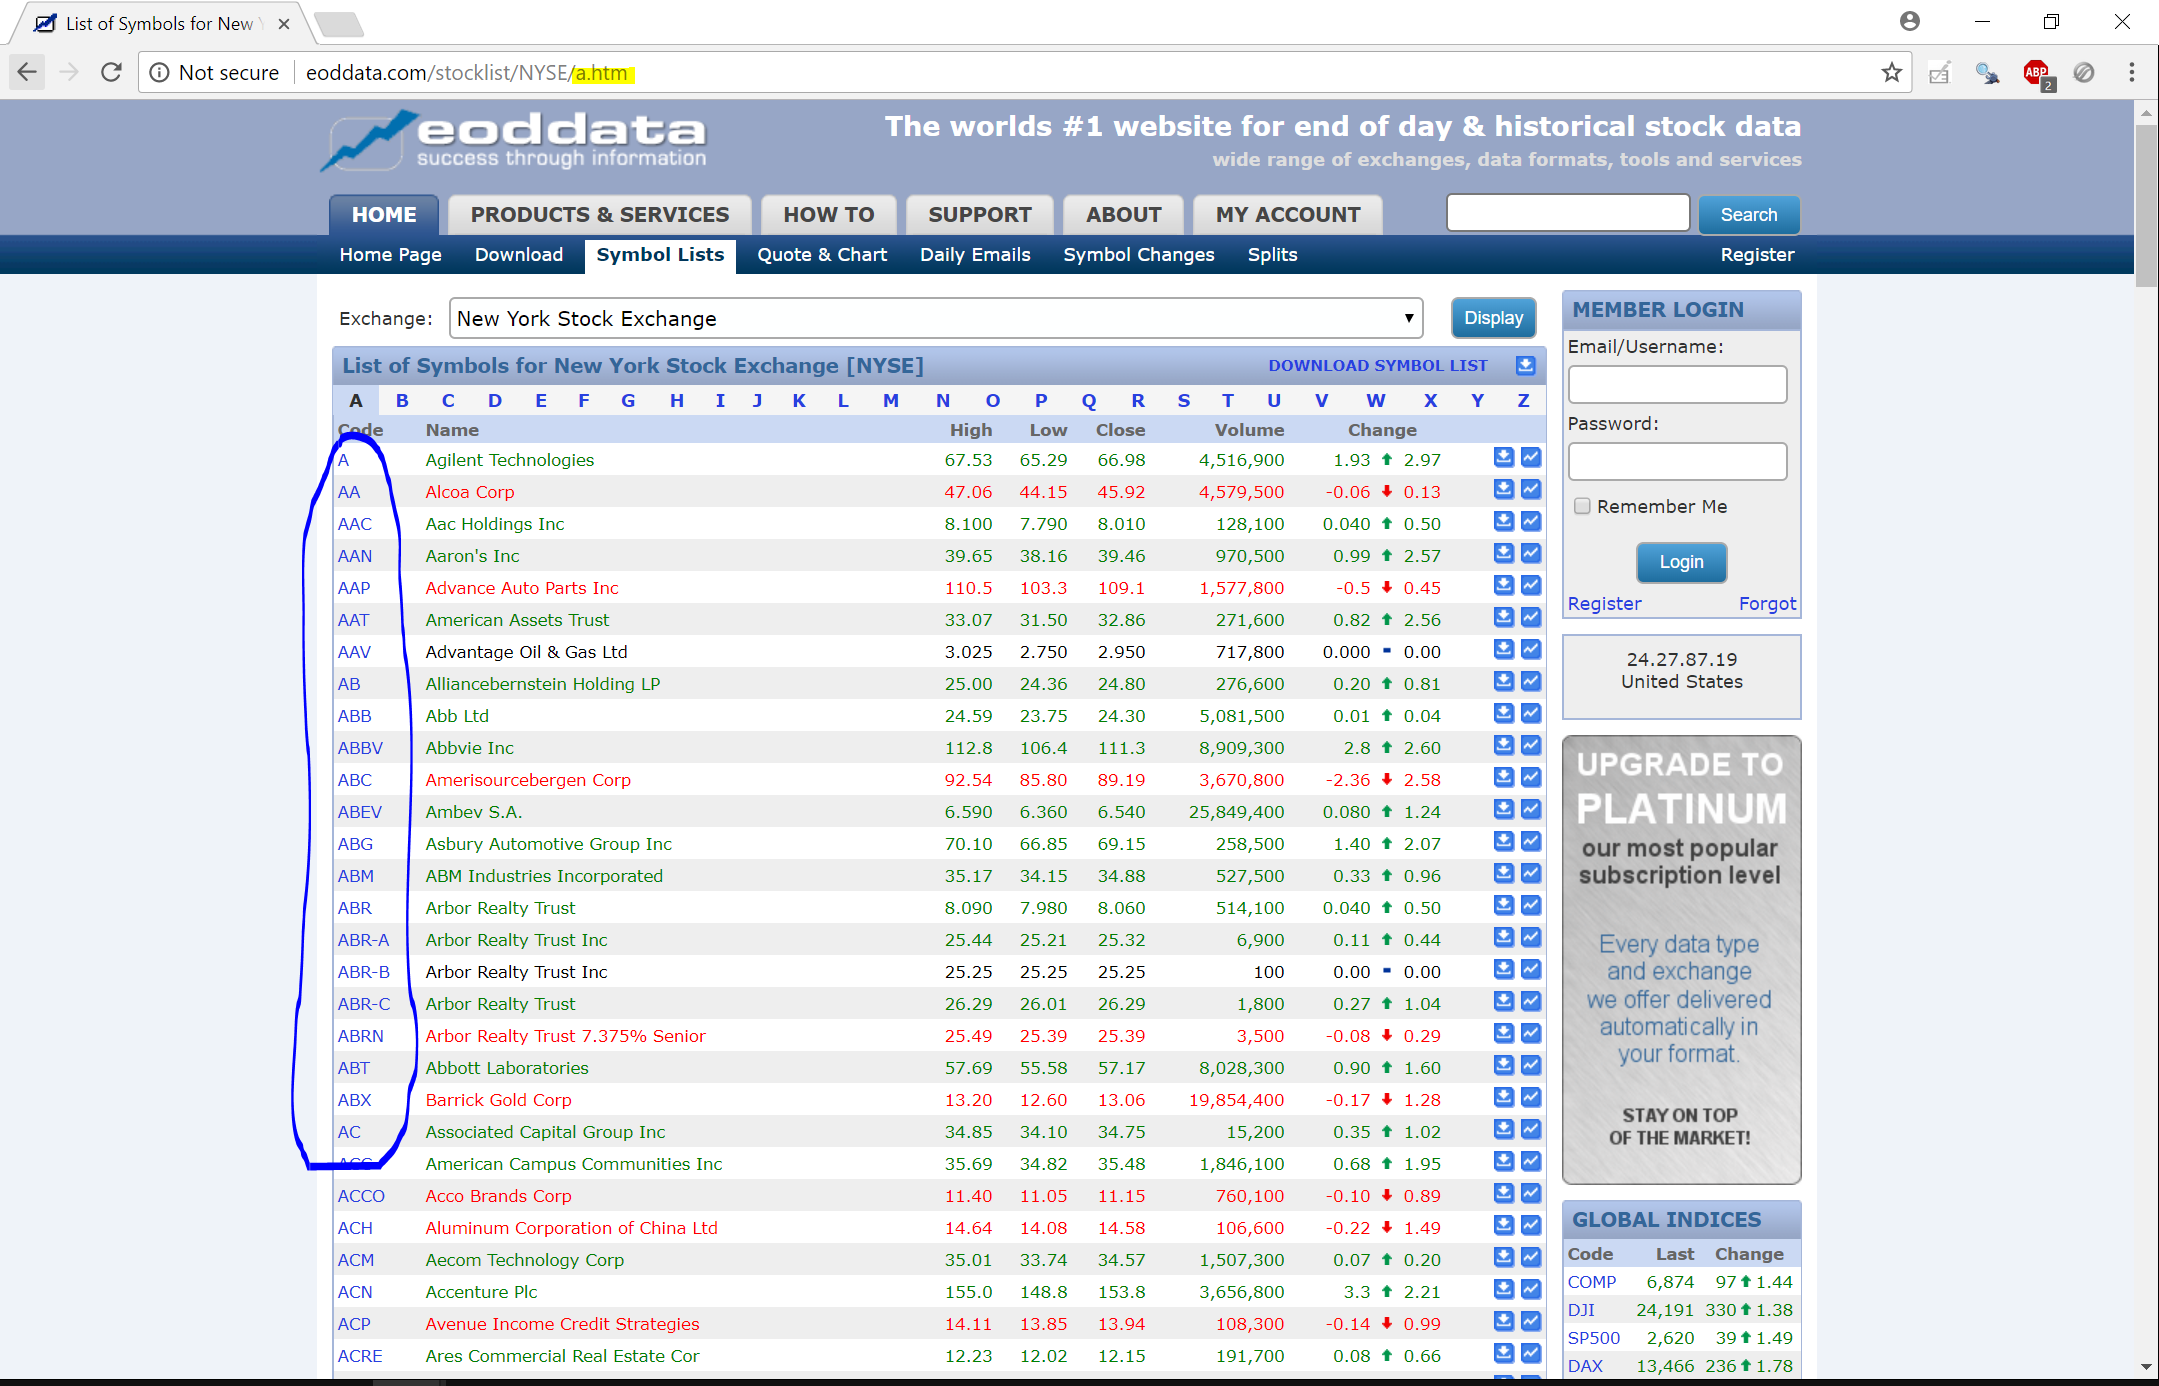 List of Symbols for New Y
Not secure eoddata.com/stocklist/NYSE/a.htm
ABP
2
eoddata
success through information
The worlds #1 website for end of day & historical stock data
wide range of exchanges, data formats, tools and services
HOME PRODUCTS & SERVICES HOW TO SUPPORT ABOUT MY ACCOUNT Search
Home Page Download Symbol Lists Quote & Chart Daily Emails Symbol Changes Splits Register
Exchange: New York Stock Exchange Display
List of Symbols for New York Stock Exchange [NYSE] DOWNLOAD SYMBOL LIST
A B C D E F G H I J K L M N O P Q R S T U V W X Y Z
Code Name High Low Close Volume Change
A Agilent Technologies 67.53 65.29 66.98 4,516,900 1.93 2.97
AA Alcoa Corp 47.06 44.15 45.92 4,579,500 -0.06 0.13
AAC Aac Holdings Inc 8.100 7.790 8.010 128,100 0.040 0.50
AAN Aaron's Inc 39.65 38.16 39.46 970,500 0.99 2.57
AAP Advance Auto Parts Inc 110.5 103.3 109.1 1,577,800 -0.5 0.45
AAT American Assets Trust 33.07 31.50 32.86 271,600 0.82 2.56
AAV Advantage Oil & Gas Ltd 3.025 2.750 2.950 717,800 0.000 0.00
AB Alliancebernstein Holding LP 25.00 24.36 24.80 276,600 0.20 0.81
ABB Abb Ltd 24.59 23.75 24.30 5,081,500 0.01 0.04
ABBV Abbvie Inc 112.8 106.4 111.3 8,909,300 2.8 2.60
ABC Amerisourcebergen Corp 92.54 85.80 89.19 3,670,800 -2.36 2.58
ABEV Ambev S.A. 6.590 6.360 6.540 25,849,400 0.080 1.24
ABG Asbury Automotive Group Inc 70.10 66.85 69.15 258,500 1.40 2.07
ABM ABM Industries Incorporated 35.17 34.15 34.88 527,500 0.33 0.96
ABR Arbor Realty Trust 8.090 7.980 8.060 514,100 0.040 0.50
ABR-A Arbor Realty Trust Inc 25.44 25.21 25.32 6,900 0.11 0.44
ABR-B Arbor Realty Trust Inc 25.25 25.25 25.25 100 0.00 0.00
ABR-C Arbor Realty Trust 26.29 26.01 26.29 1,800 0.27 1.04
ABRN Arbor Realty Trust 7.375% Senior 25.49 25.39 25.39 3,500 -0.08 0.29
ABT Abbott Laboratories 57.69 55.58 57.17 8,028,300 0.90 1.60
ABX Barrick Gold Corp 13.20 12.60 13.06 19,854,400 -0.17 1.28
AC Associated Capital Group Inc 34.85 34.10 34.75 15,200 0.35 1.02
American Campus Communities Inc 35.69 34.82 35.48 1,846,100 0.68 1.95
ACCO Acco Brands Corp 11.40 11.05 11.15 760,100 -0.10 0.89
ACH Aluminum Corporation of China Ltd 14.64 14.08 14.58 106,600 -0.22 1.49
ACM Aecom Technology Corp 35.01 33.74 34.57 1,507,300 0.07 0.20
ACN Accenture Plc 155.0 148.8 153.8 3,656,800 3.3 2.21
ACP Avenue Income Credit Strategies 14.11 13.85 13.94 108,300 -0.14 0.99
ACRE Ares Commercial Real Estate Cor 12.23 12.02 12.15 191,700 0.08 0.66
MEMBER LOGIN
Email/Username:
Password:
Remember Me
Login
Register Forgot
24.27.87.19
United States
UPGRADE TO
PLATINUM
our most popular
subscription level
Every data type
and exchange
we offer delivered
automatically in
your format.
STAY ON TOP
OF THE MARKET!
GLOBAL INDICES
Code Last Change
COMP 6,874 97 1.44
DJI 24,191 330 1.38
SP500 2,620 39 1.49
DAX 13,466 236 1.78